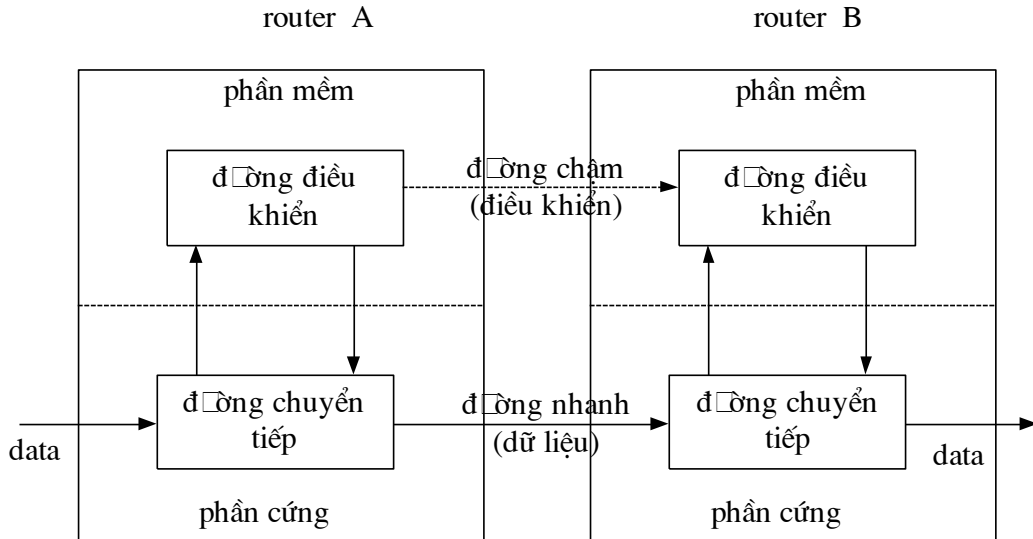 router A
router B
phần mềm
phần mềm
đ□ờng điều
khiển
đ□ờng chậm
(điều khiển)
đ□ờng điều
khiển
đ□ờng chuyển
tiếp
đ□ờng nhanh
(dữ liệu)
đ□ờng chuyển
tiếp
data
data
phần cứng
phần cứng